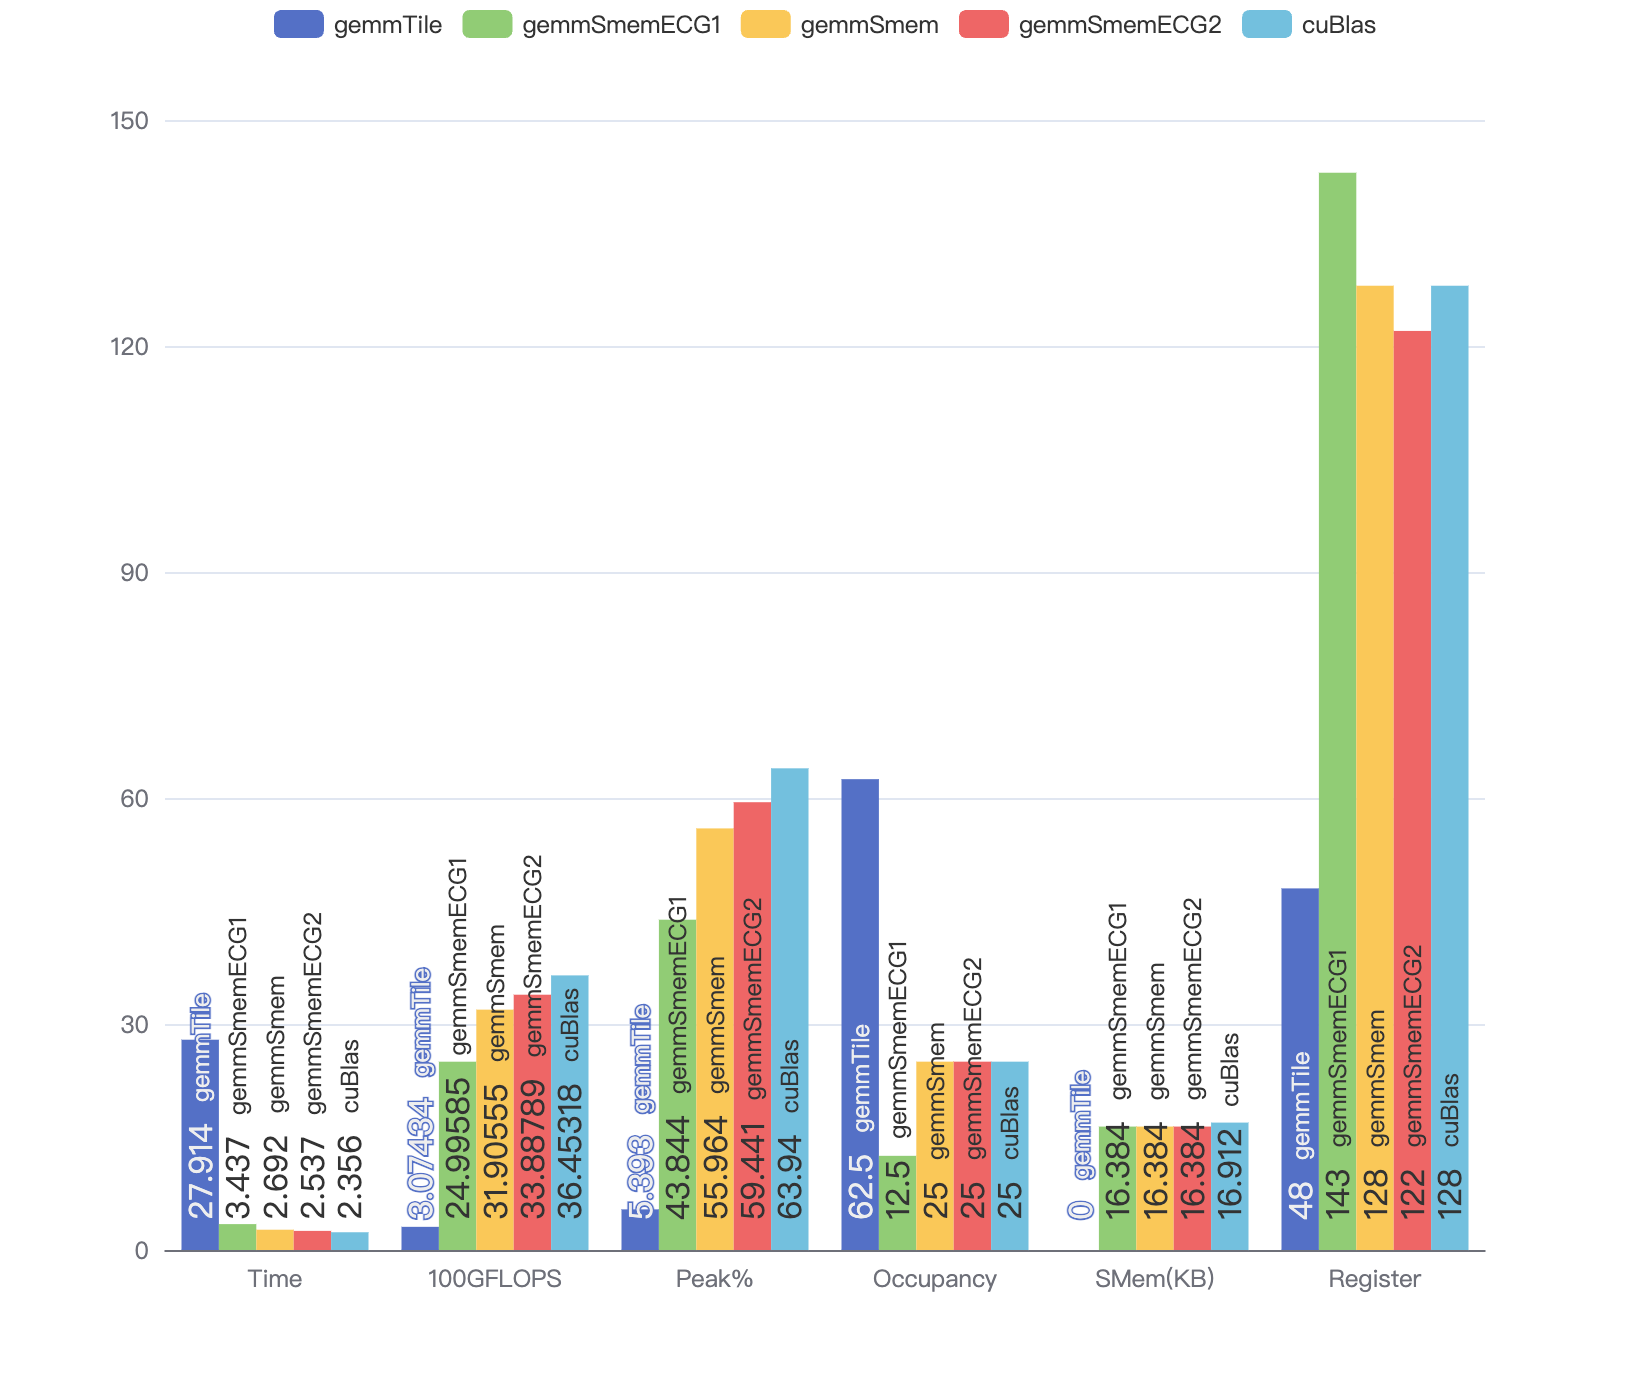 gemmTile gemmSmemECG1 gemmSmem gemmSmemECG2 cuBlas
150
120
90
60
30
0
27.914 gemmTile
3.437 gemmSmemECG1
2.692 gemmSmem
2.537 gemmSmemECG2
2.356 cuBlas
3.074434 gemmTile
24.99585 gemmSmemECG1
31.90555 gemmSmem
33.88789 gemmSmemECG2
36.45318 cuBlas
5.393 gemmTile
43.844 gemmSmemECG1
55.964 gemmSmem
59.441 gemmSmemECG2
63.94 cuBlas
62.5 gemmTile
12.5 gemmSmemECG1
25 gemmSmem
25 gemmSmemECG2
25 cuBlas
0 gemmTile
16.384 gemmSmemECG1
16.384 gemmSmem
16.384 gemmSmemECG2
16.912 cuBlas
48 gemmTile
143 gemmSmemECG1
128 gemmSmem
122 gemmSmemECG2
128 cuBlas
Time 100GFLOPS Peak% Occupancy SMem(KB) Register